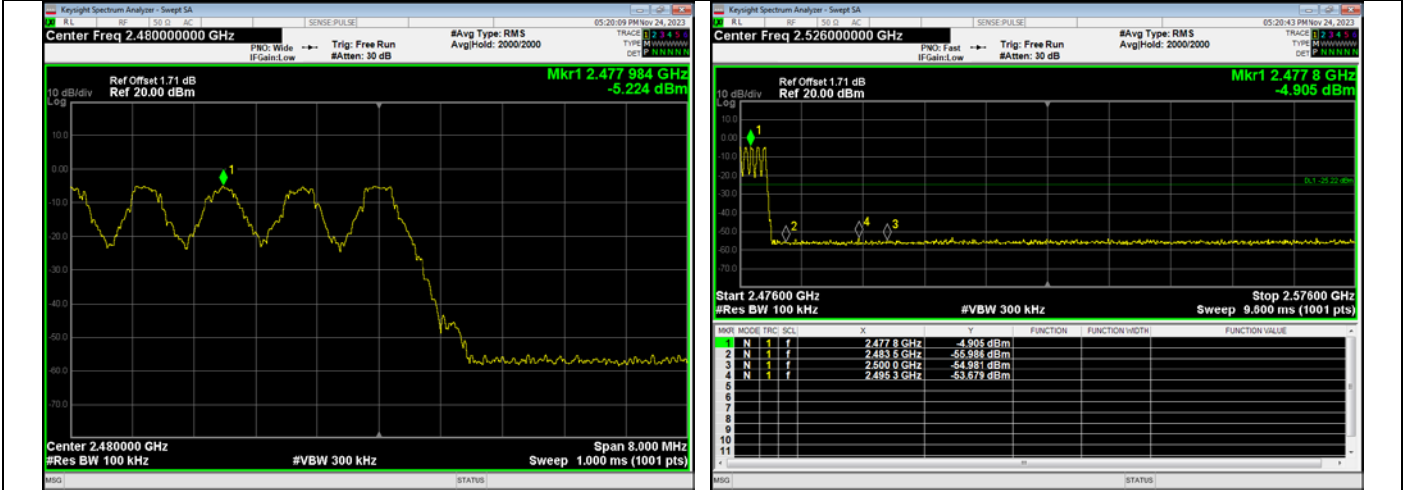 Keysight Spectrum Analyzer - Swept SA
RL RF 50 Ω AC SENSE:PULSE 05:20:09 PM Nov 24, 2023
Center Freq 2.480000000 GHz
PNO: Wide
IFGain:Low
Trig: Free Run
#Atten: 30 dB
#Avg Type: RMS
Avg|Hold: 2000/2000
TRACE 1 2 3 4 5 6
TYPE M W W W W W
DET P N N N N N
Ref Offset 1.71 dB
Ref 20.00 dBm
10 dB/div
Log
Mkr1 2.477 984 GHz
-5.224 dBm
10.0
0.00
-10.0
-20.0
-30.0
-40.0
-50.0
-60.0
-70.0
1
Center 2.480000 GHz
Span 8.000 MHz
#Res BW 100 kHz
#VBW 300 kHz
Sweep 1.000 ms (1001 pts)
MSG
STATUS
Keysight Spectrum Analyzer - Swept SA
RL RF 50 Ω AC SENSE:PULSE 05:20:43 PM Nov 24, 2023
Center Freq 2.526000000 GHz
PNO: Fast
IFGain:Low
Trig: Free Run
#Atten: 30 dB
#Avg Type: RMS
Avg|Hold: 2000/2000
TRACE 1 2 3 4 5 6
TYPE M W W W W W
DET P N N N N N
Ref Offset 1.71 dB
Ref 20.00 dBm
10 dB/div
Log
Mkr1 2.477 8 GHz
-4.905 dBm
10.0
0.00
-10.0
-20.0
-30.0
-40.0
-50.0
-60.0
-70.0
1
DL1 -25.22 dBm
2
4
3
Start 2.47600 GHz
Stop 2.57600 GHz
#Res BW 100 kHz
#VBW 300 kHz
Sweep 9.600 ms (1001 pts)
MKR MODE TRC SCL X Y FUNCTION FUNCTION WIDTH FUNCTION VALUE
1 N 1 f 2.477 8 GHz -4.905 dBm
2 N 1 f 2.483 5 GHz -55.986 dBm
3 N 1 f 2.500 0 GHz -54.981 dBm
4 N 1 f 2.495 3 GHz -53.679 dBm
5
6
7
8
9
10
11
MSG
STATUS